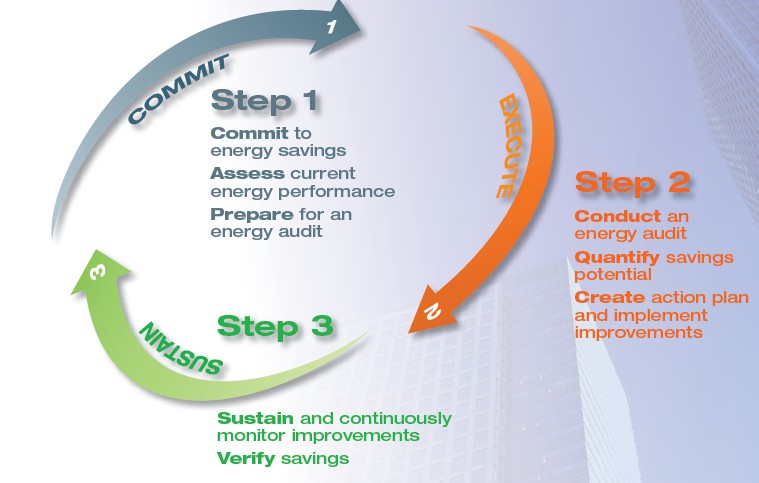 1
COMMIT
Step 1
Commit to
energy savings
Assess current
energy performance
Prepare for an
energy audit
EXECUTE
2
Step 2
Conduct an
energy audit
Quantify savings
potential
Create action plan
and implement
improvements
3
SUSTAIN
Step 3
Sustain and continuously
monitor improvements
Verify savings